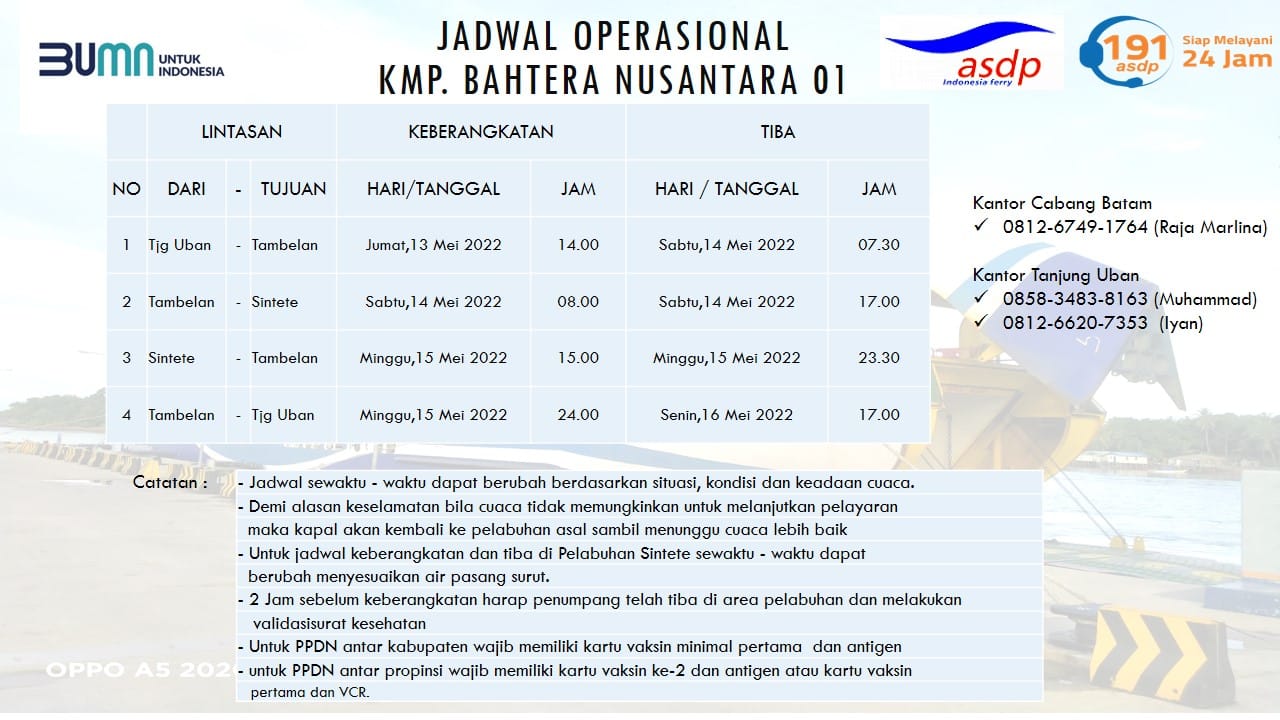 BUMN UNTUK INDONESIA
JADWAL OPERASIONAL
KMP. BAHTERA NUSANTARA 01
asdp
Indonesia ferry
191
asdp
Siap Melayani
24 Jam
LINTASAN KEBERANGKATAN TIBA
NO DARI - TUJUAN HARI/TANGGAL JAM HARI / TANGGAL JAM
1 Tjg Uban - Tambelan Jumat,13 Mei 2022 14.00 Sabtu,14 Mei 2022 07.30
2 Tambelan - Sintete Sabtu,14 Mei 2022 08.00 Sabtu,14 Mei 2022 17.00
3 Sintete - Tambelan Minggu,15 Mei 2022 15.00 Minggu,15 Mei 2022 23.30
4 Tambelan - Tjg Uban Minggu,15 Mei 2022 24.00 Senin,16 Mei 2022 17.00
Kantor Cabang Batam
✓ 0812-6749-1764 (Raja Marlina)
Kantor Tanjung Uban
✓ 0858-3483-8163 (Muhammad)
✓ 0812-6620-7353 (Iyan)
Catatan : - Jadwal sewaktu - waktu dapat berubah berdasarkan situasi, kondisi dan keadaan cuaca.
- Demi alasan keselamatan bila cuaca tidak memungkinkan untuk melanjutkan pelayaran
maka kapal akan kembali ke pelabuhan asal sambil menunggu cuaca lebih baik
- Untuk jadwal keberangkatan dan tiba di Pelabuhan Sintete sewaktu - waktu dapat
berubah menyesuaikan air pasang surut.
- 2 Jam sebelum keberangkatan harap penumpang telah tiba di area pelabuhan dan melakukan
validasisurat kesehatan
- Untuk PPDN antar kabupaten wajib memiliki kartu vaksin minimal pertama dan antigen
- untuk PPDN antar propinsi wajib memiliki kartu vaksin ke-2 dan antigen atau kartu vaksin
pertama dan VCR.
OPPO A5 2020